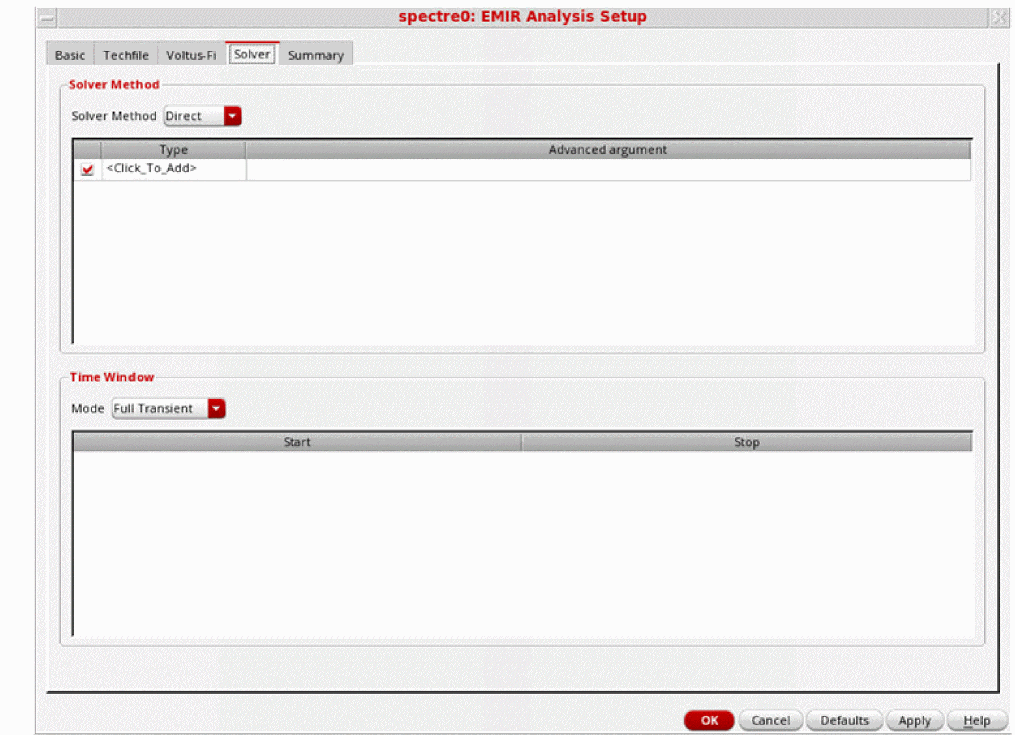 spectre0: EMIR Analysis Setup
Basic Techfile Voltus-Fi Solver Summary
Solver Method
Solver Method Direct
Type Advanced argument
<Click_To_Add>
Time Window
Mode Full Transient
Start Stop
OK Cancel Defaults Apply Help